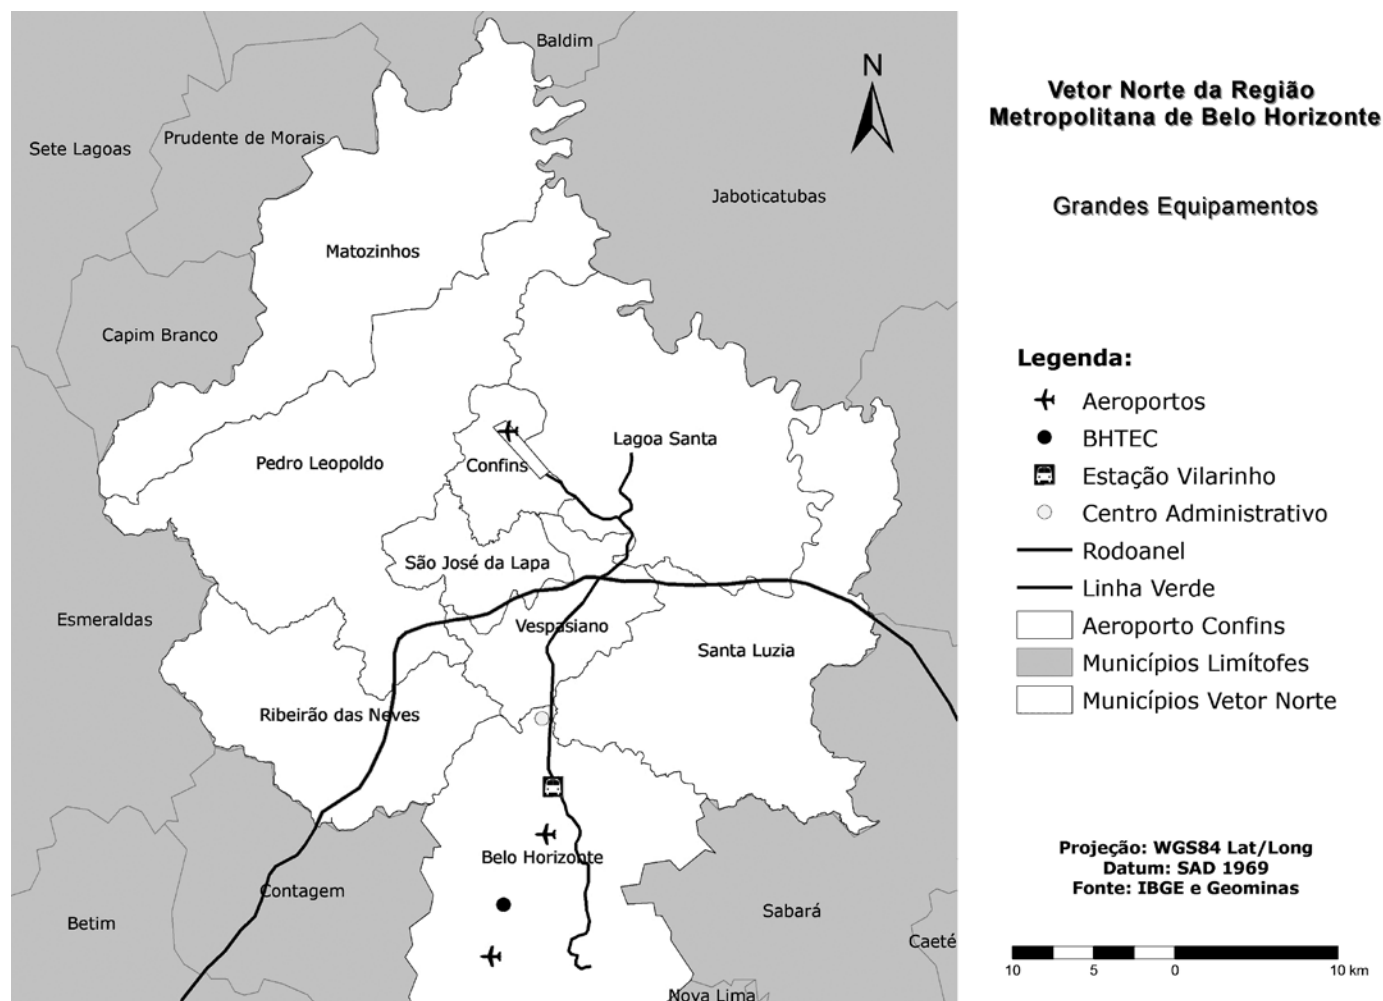 Baldim
N
Vetor Norte da Região
Metropolitana de Belo Horizonte
Prudente de Morais
Sete Lagoas
Jaboticatubas
Grandes Equipamentos
Matozinhos
Capim Branco
Legenda:
Aeroportos
BHTEC
Estação Vilarinho
Centro Administrativo
Rodoanel
Linha Verde
Aeroporto Confins
Municípios Limítofes
Municípios Vetor Norte
Lagoa Santa
Pedro Leopoldo
Confins
São José da Lapa
Esmeraldas
Vespasiano
Santa Luzia
Ribeirão das Neves
Belo Horizonte
Contagem
Betim
Sabará
Caeté
Nova Lima
Projeção: WGS84 Lat/Long
Datum: SAD 1969
Fonte: IBGE e Geominas
10 5 0 10 km